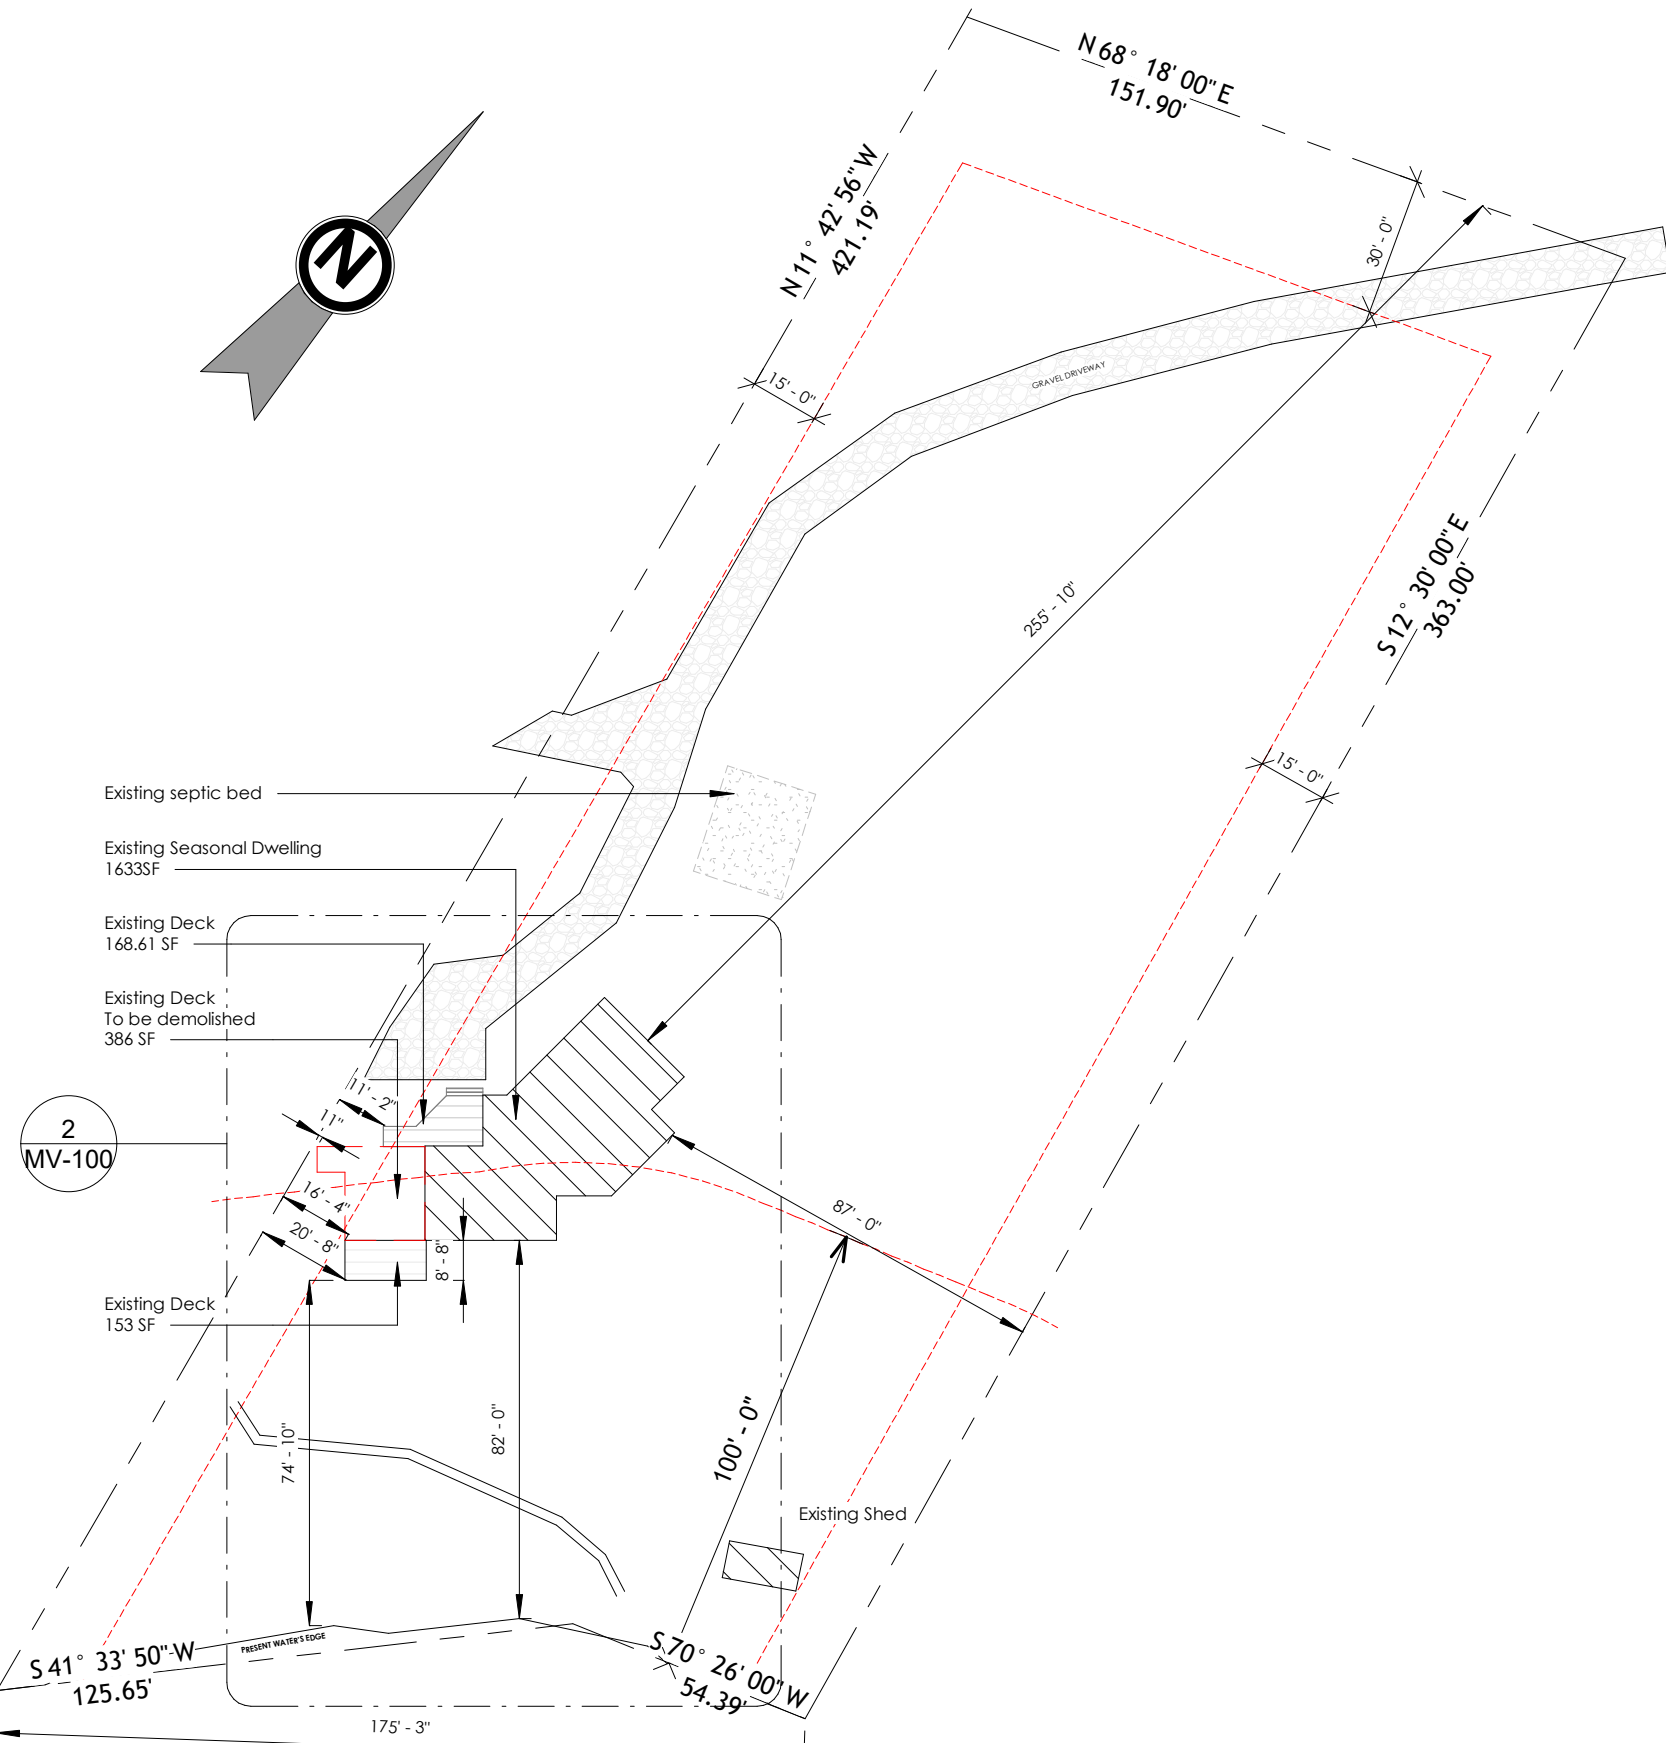 N 68° 18' 00" E
151.90'
N 11° 42' 56" W
421.19'
N
30' - 0"
15' - 0"
GRAVEL DRIVEWAY
S 12° 30' 00" E
363.00'
255' - 10"
15' - 0"
Existing septic bed
Existing Seasonal Dwelling
1633SF
Existing Deck
168.61 SF
Existing Deck
To be demolished
386 SF
2
MV-100
11' - 2"
11"
16' - 4"
20' - 8"
8' - 8"
87' - 0"
Existing Deck
153 SF
74' - 10"
82' - 0"
100' - 0"
Existing Shed
PRESENT WATER'S EDGE
S 41° 33' 50" W
125.65'
S 70° 26' 00" W
54.39'
175' - 3"